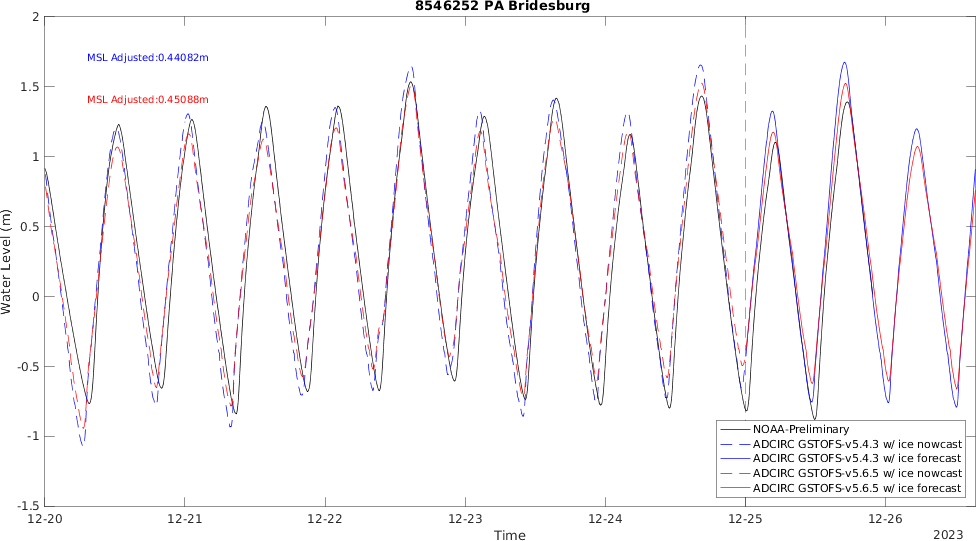 8546252 PA Bridesburg
MSL Adjusted:0.44082m
MSL Adjusted:0.45088m
Water Level (m)
2
1.5
1
0.5
0
-0.5
-1
-1.5
NOAA-Preliminary
ADCIRC GSTOFS-v5.4.3 w/ ice nowcast
ADCIRC GSTOFS-v5.4.3 w/ ice forecast
ADCIRC GSTOFS-v5.6.5 w/ ice nowcast
ADCIRC GSTOFS-v5.6.5 w/ ice forecast
12-20 12-21 12-22 12-23 12-24 12-25 12-26
Time
2023